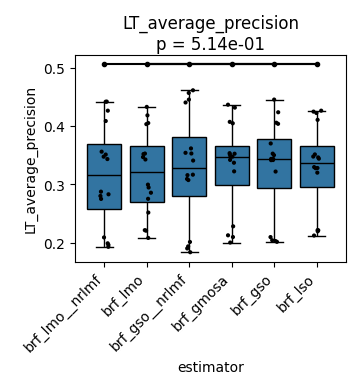 LT_average_precision
p = 5.14e-01
LT_average_precision
0.5
0.4
0.3
0.2
brf_lmo__nrlmf
brf_lmo
brf_gso__nrlmf
brf_gmosa
brf_gso
brf_lso
estimator